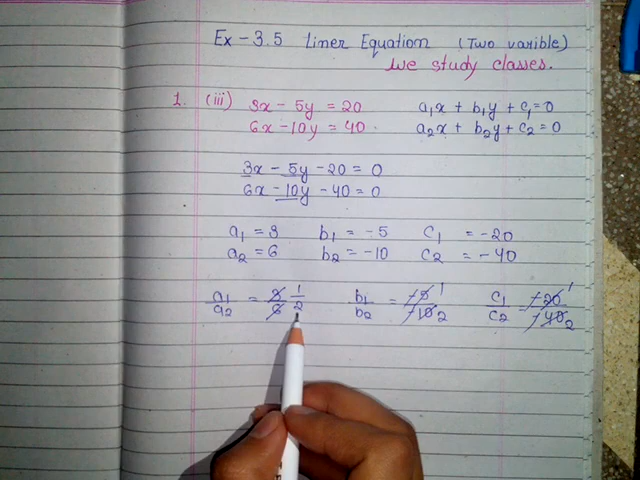 Ex - 3.5 Liner Equation (Two varible)
We study classes.
1. (iii) 3x - 5y = 20 a₁x + b₁y + c₁ = 0
6x - 10y = 40. a₂x + b₂y + c₂ = 0
3x - 5y - 20 = 0
6x - 10y - 40 = 0
a₁ = 3 b₁ = -5 c₁ = -20
a₂ = 6 b₂ = -10 c₂ = -40
a₁/a₂ = 3/6 1/2 b₁/b₂ = -5/-10 1/2 c₁/c₂ = -20/-40 1/2